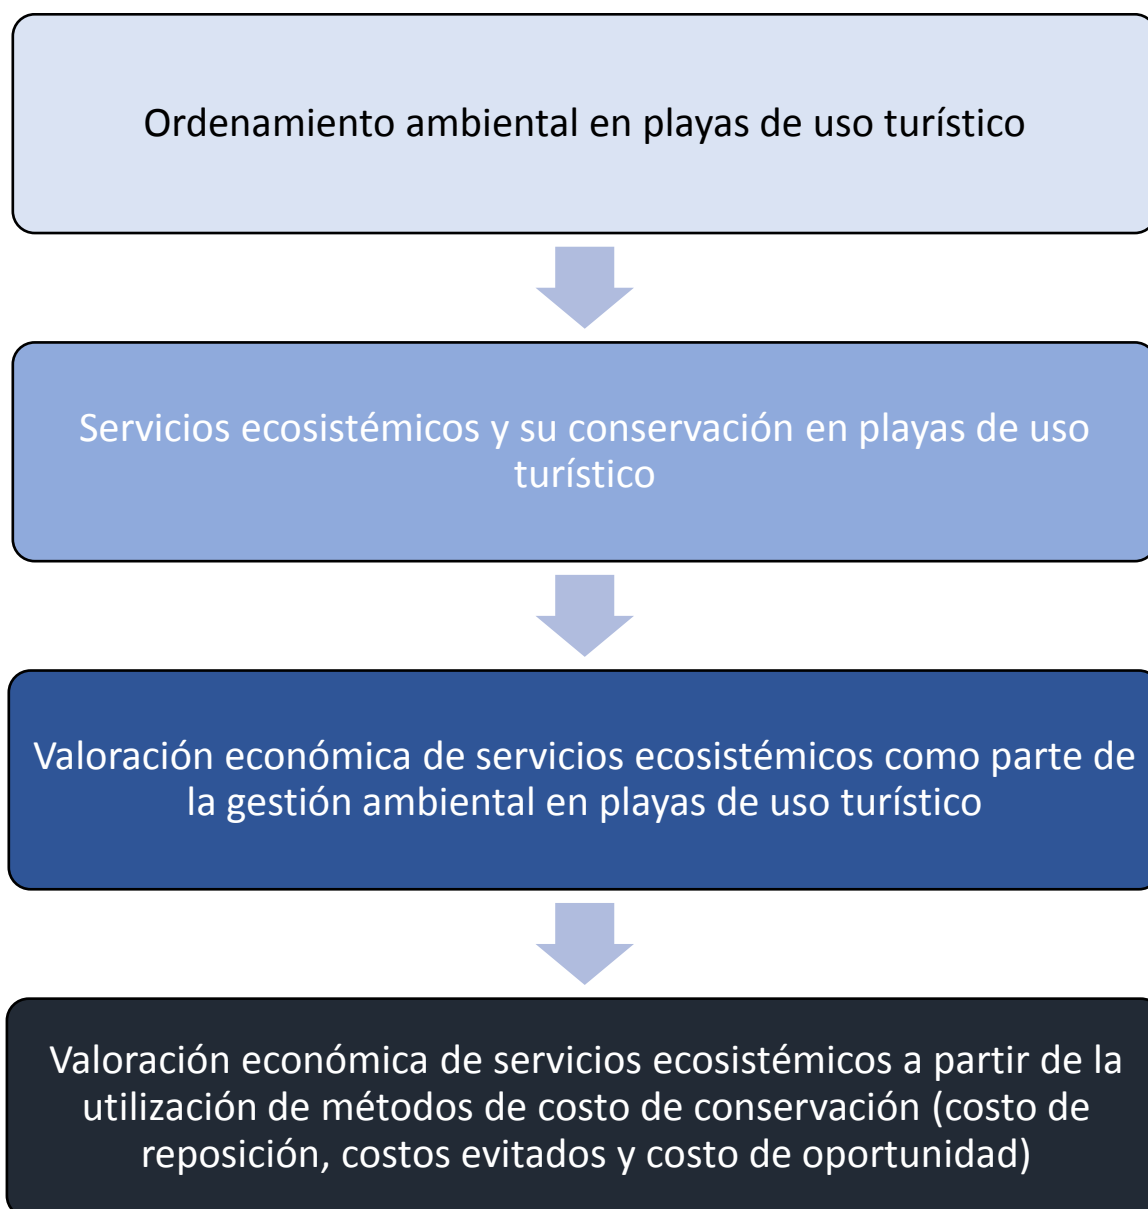 Ordenamiento ambiental en playas de uso turístico
Servicios ecosistémicos y su conservación en playas de uso
turístico
Valoración económica de servicios ecosistémicos como parte de
la gestión ambiental en playas de uso turístico
Valoración económica de servicios ecosistémicos a partir de la
utilización de métodos de costo de conservación (costo de
reposición, costos evitados y costo de oportunidad)